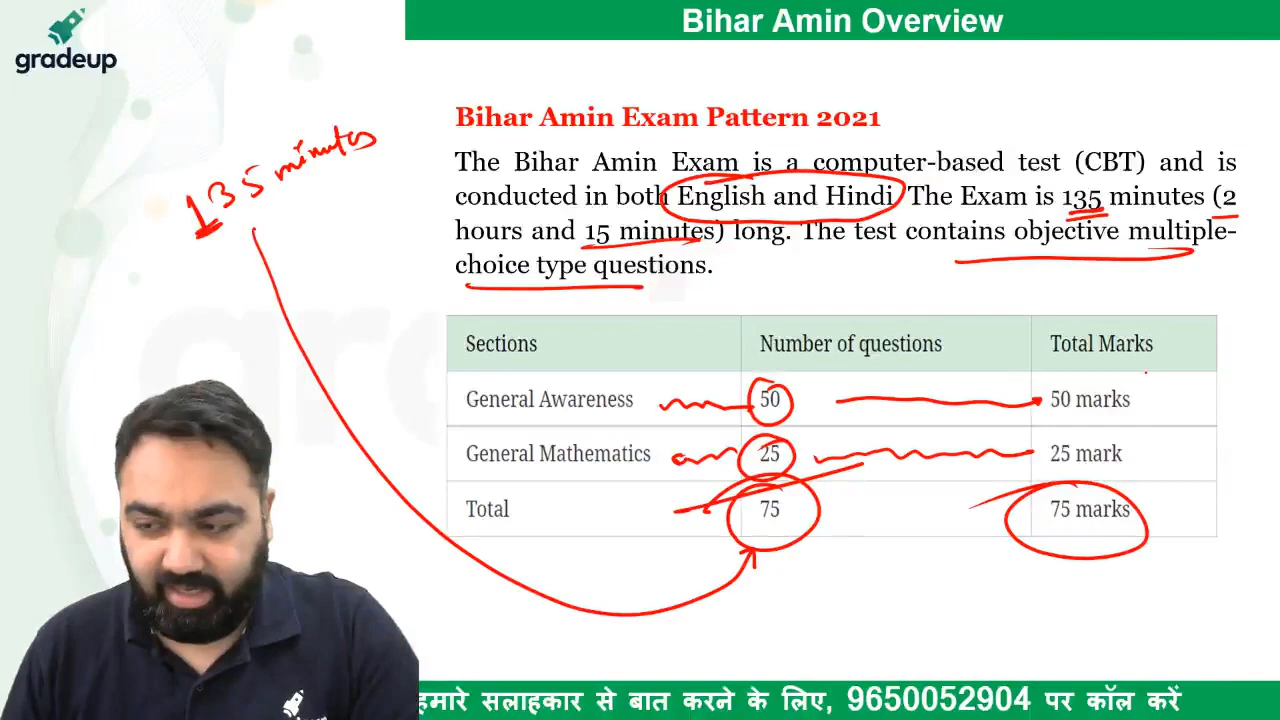 gradeup
Bihar Amin Overview
135 minutes
Bihar Amin Exam Pattern 2021
The Bihar Amin Exam is a computer-based test (CBT) and is
conducted in both English and Hindi. The Exam is 135 minutes (2
hours and 15 minutes) long. The test contains objective multiple-
choice type questions.
Sections Number of questions Total Marks
General Awareness 50 50 marks
General Mathematics 25 25 mark
Total 75 75 marks
हमारे सलाहकार से बात करने के लिए, 9650052904 पर कॉल करें